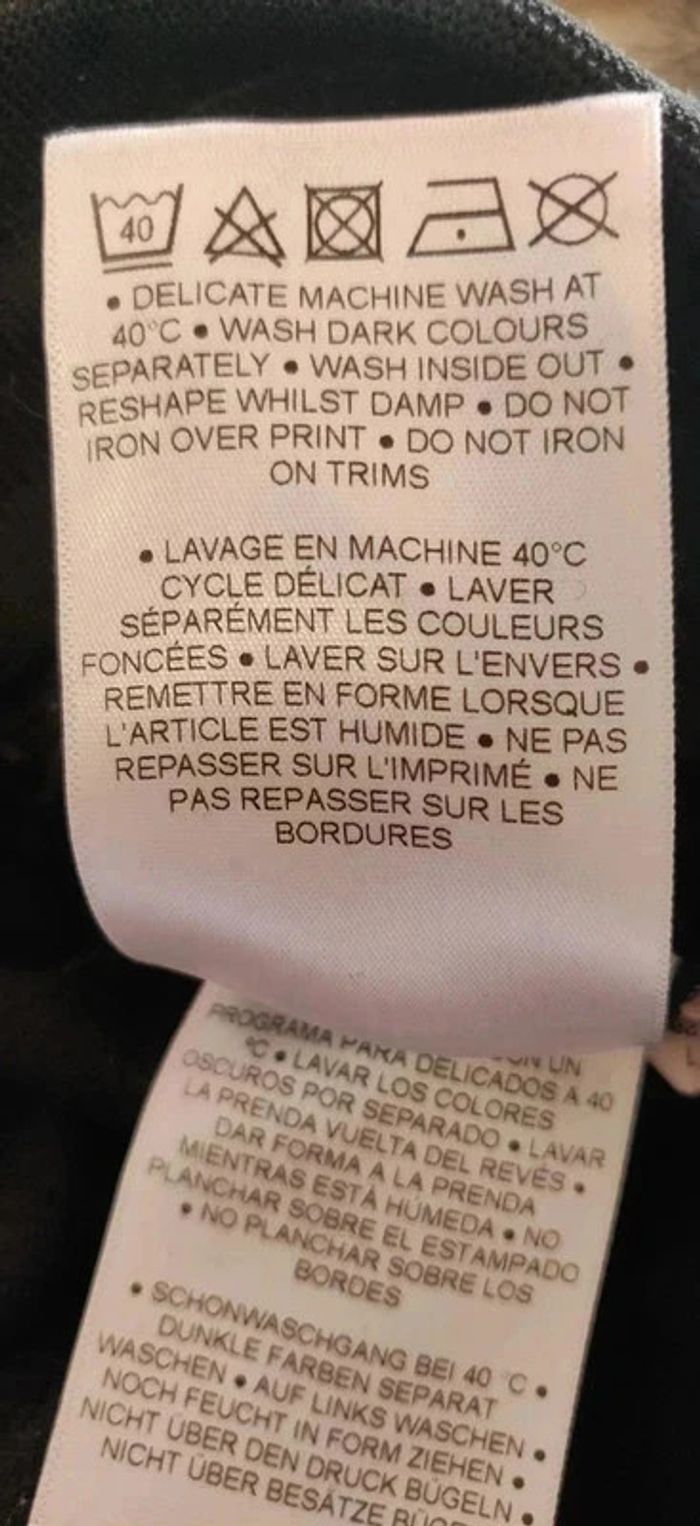 40
• DELICATE MACHINE WASH AT
40°C • WASH DARK COLOURS
SEPARATELY • WASH INSIDE OUT •
RESHAPE WHILST DAMP • DO NOT
IRON OVER PRINT • DO NOT IRON
ON TRIMS
• LAVAGE EN MACHINE 40°C
CYCLE DÉLICAT • LAVER
SÉPARÉMENT LES COULEURS
FONCÉES • LAVER SUR L'ENVERS •
REMETTRE EN FORME LORSQUE
L'ARTICLE EST HUMIDE • NE PAS
REPASSER SUR L'IMPRIMÉ • NE
PAS REPASSER SUR LES
BORDURES
PROGRAMA PARA DELICADOS A 40
°C • LAVAR LOS COLORES
OSCUROS POR SEPARADO • LAVAR
LA PRENDA VUELTA DEL REVÉS •
DAR FORMA A LA PRENDA
MIENTRAS ESTÁ HÚMEDA • NO
PLANCHAR SOBRE EL ESTAMPADO
• NO PLANCHAR SOBRE LOS
BORDES
• SCHONWASCHGANG BEI 40 °C •
DUNKLE FARBEN SEPARAT
WASCHEN • AUF LINKS WASCHEN •
NOCH FEUCHT IN FORM ZIEHEN •
NICHT ÜBER DEN DRUCK BÜGELN •
NICHT ÜBER BESÄTZE